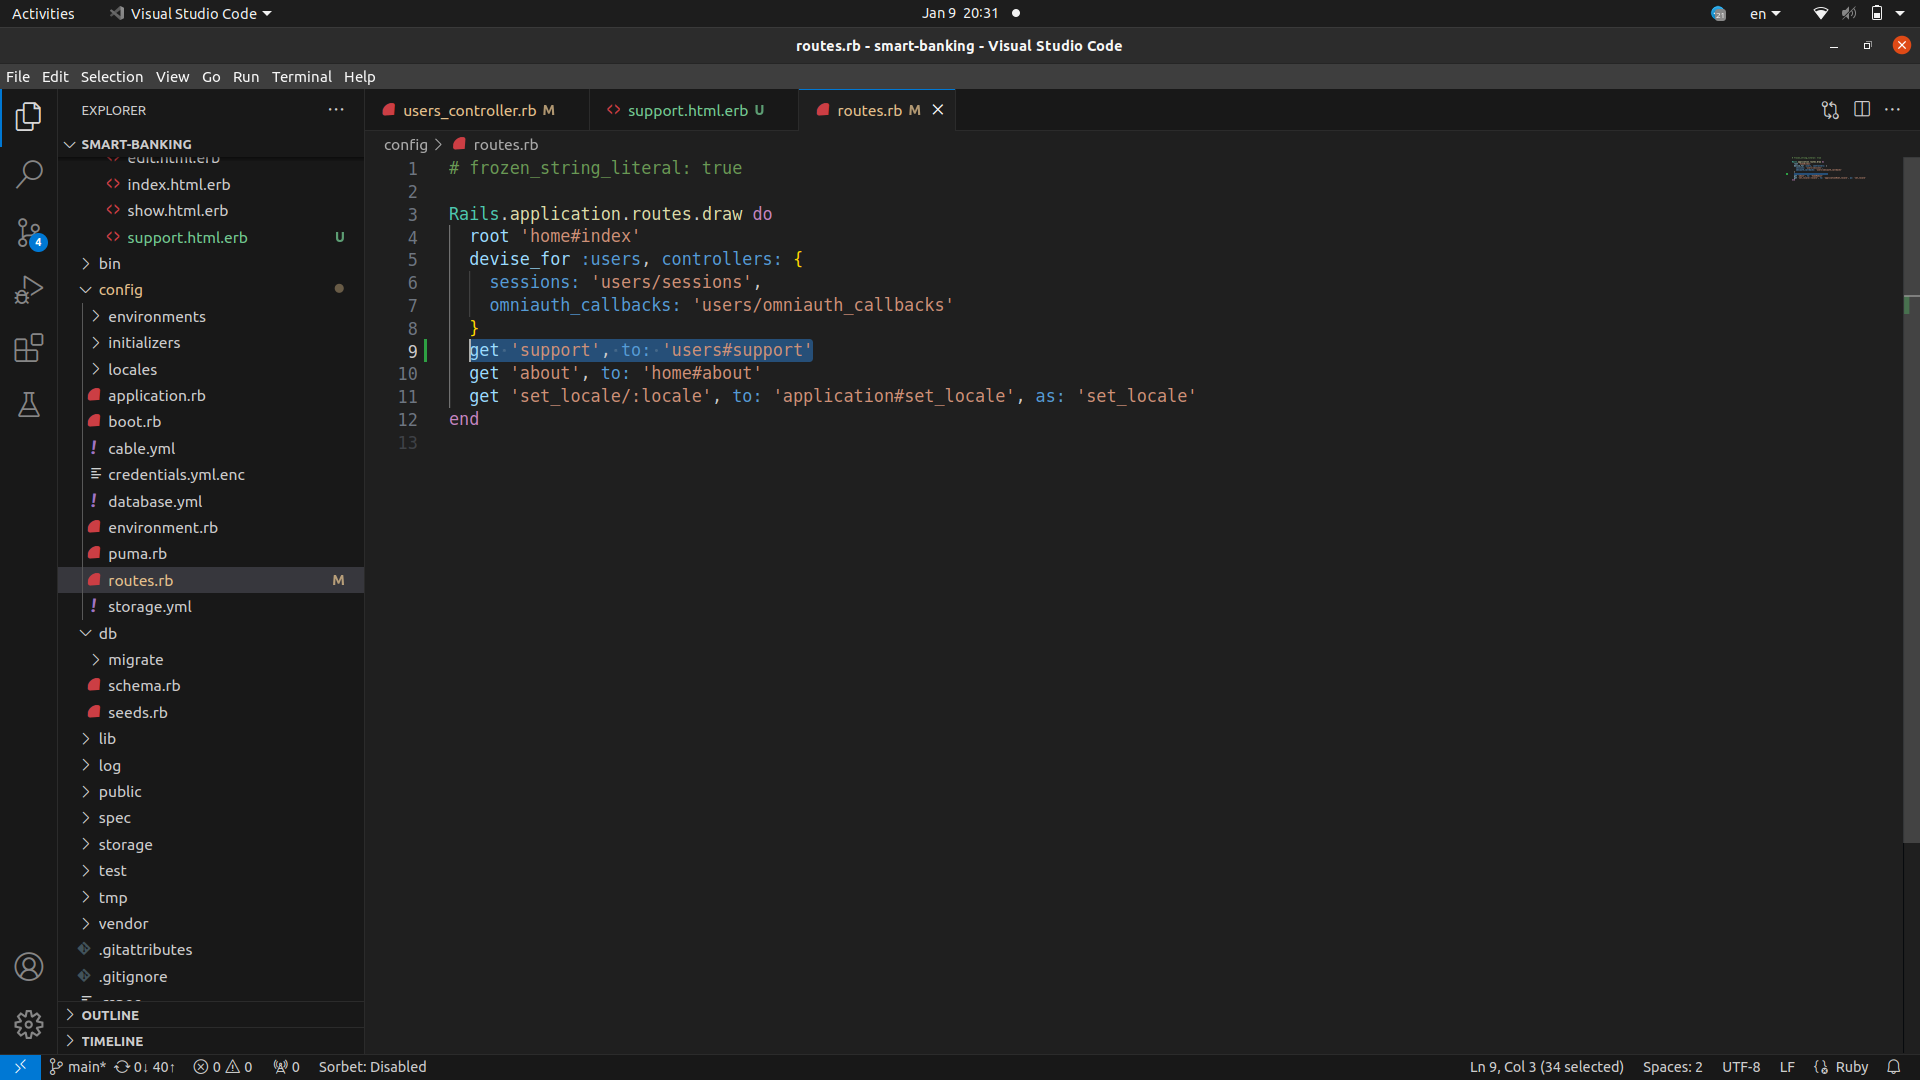 Activities
Visual Studio Code
Jan 9 20:31
21
en
routes.rb - smart-banking - Visual Studio Code
File Edit Selection View Go Run Terminal Help
EXPLORER
users_controller.rb M
support.html.erb U
routes.rb M
SMART-BANKING
config
routes.rb
edit.html.erb
index.html.erb
show.html.erb
support.html.erb U
4
bin
config
environments
initializers
locales
application.rb
boot.rb
cable.yml
credentials.yml.enc
database.yml
environment.rb
puma.rb
routes.rb M
storage.yml
db
migrate
schema.rb
seeds.rb
lib
log
public
spec
storage
test
tmp
vendor
.gitattributes
.gitignore
OUTLINE
TIMELINE
1 # frozen_string_literal: true
2
3 Rails.application.routes.draw do
4 root 'home#index'
5 devise_for :users, controllers: {
6 sessions: 'users/sessions',
7 omniauth_callbacks: 'users/omniauth_callbacks'
8 }
9 get 'support', to: 'users#support'
10 get 'about', to: 'home#about'
11 get 'set_locale/:locale', to: 'application#set_locale', as: 'set_locale'
12 end
13
main* 0↓ 40↑ 0 0 0 Sorbet: Disabled
Ln 9, Col 3 (34 selected) Spaces: 2 UTF-8 LF Ruby